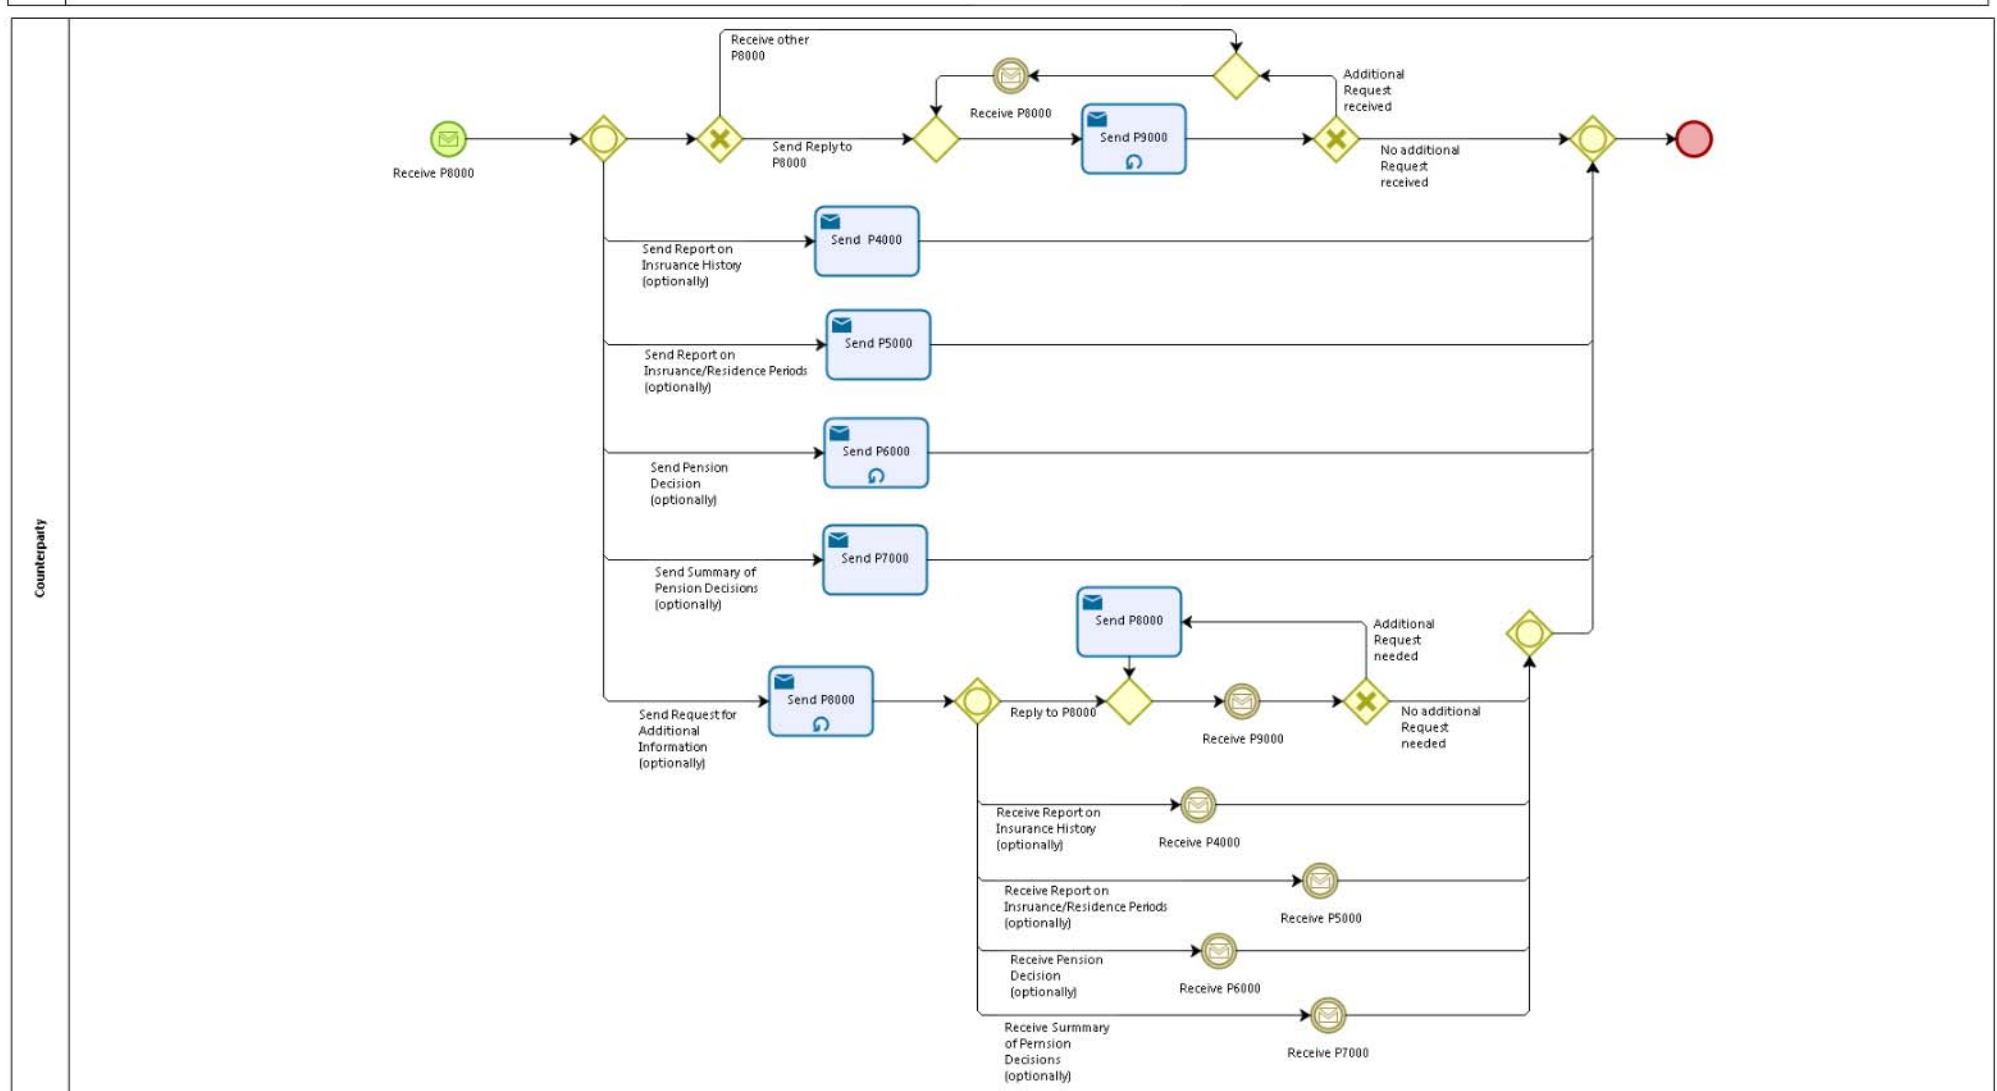 Counterparty
Receive other
P8000
Additional
Request
received
Receive P8000
Send P9000
Send Reply to
P8000
No additional
Request
received
Receive P8000
Send P4000
Send Report on
Insruance History
(optionally)
Send P5000
Send Report on
Insruance/Residence Periods
(optionally)
Send P6000
Send Pension
Decision
(optionally)
Send P7000
Send Summary of
Pension Decisions
(optionally)
Send P8000
Additional
Request
needed
Send P8000
Reply to P8000
Send Request for
Additional
Information
(optionally)
Receive P9000
No additional
Request
needed
Receive Report on
Insurance History
(optionally)
Receive P4000
Receive Report on
Insruance/Residence Periods
(optionally)
Receive P5000
Receive Pension
Decision
(optionally)
Receive P6000
Receive Surmmary
of Pernsion
Decisions
(optionally)
Receive P7000